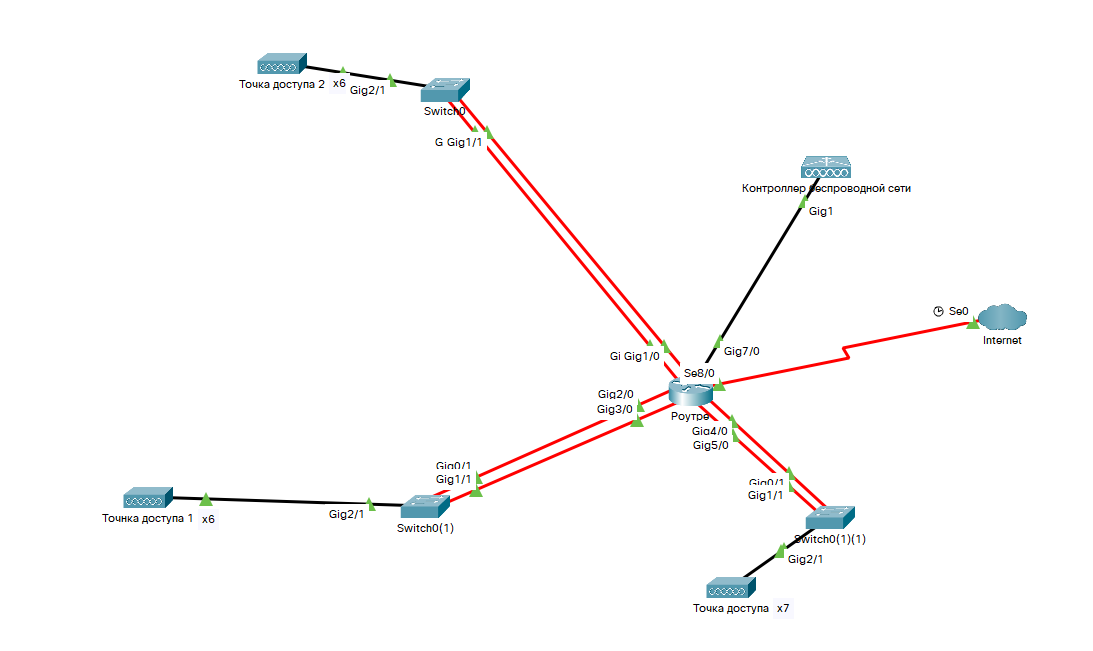 Точка доступа 2 x6
Gig2/1
Switch0
G Gig1/1
Контроллер беспроводной сети
Gig1
Se0
Internet
Gi Gig1/0
Gig7/0
Se8/0
Gig2/0
Gig3/0
Роутре
Gig4/0
Gig5/0
Gig0/1
Gig1/1
Gig0/1
Gig1/1
Точнка доступа 1 x6
Gig2/1
Switch0(1)
Switch0(1)(1)
Gig2/1
Точка доступа x7